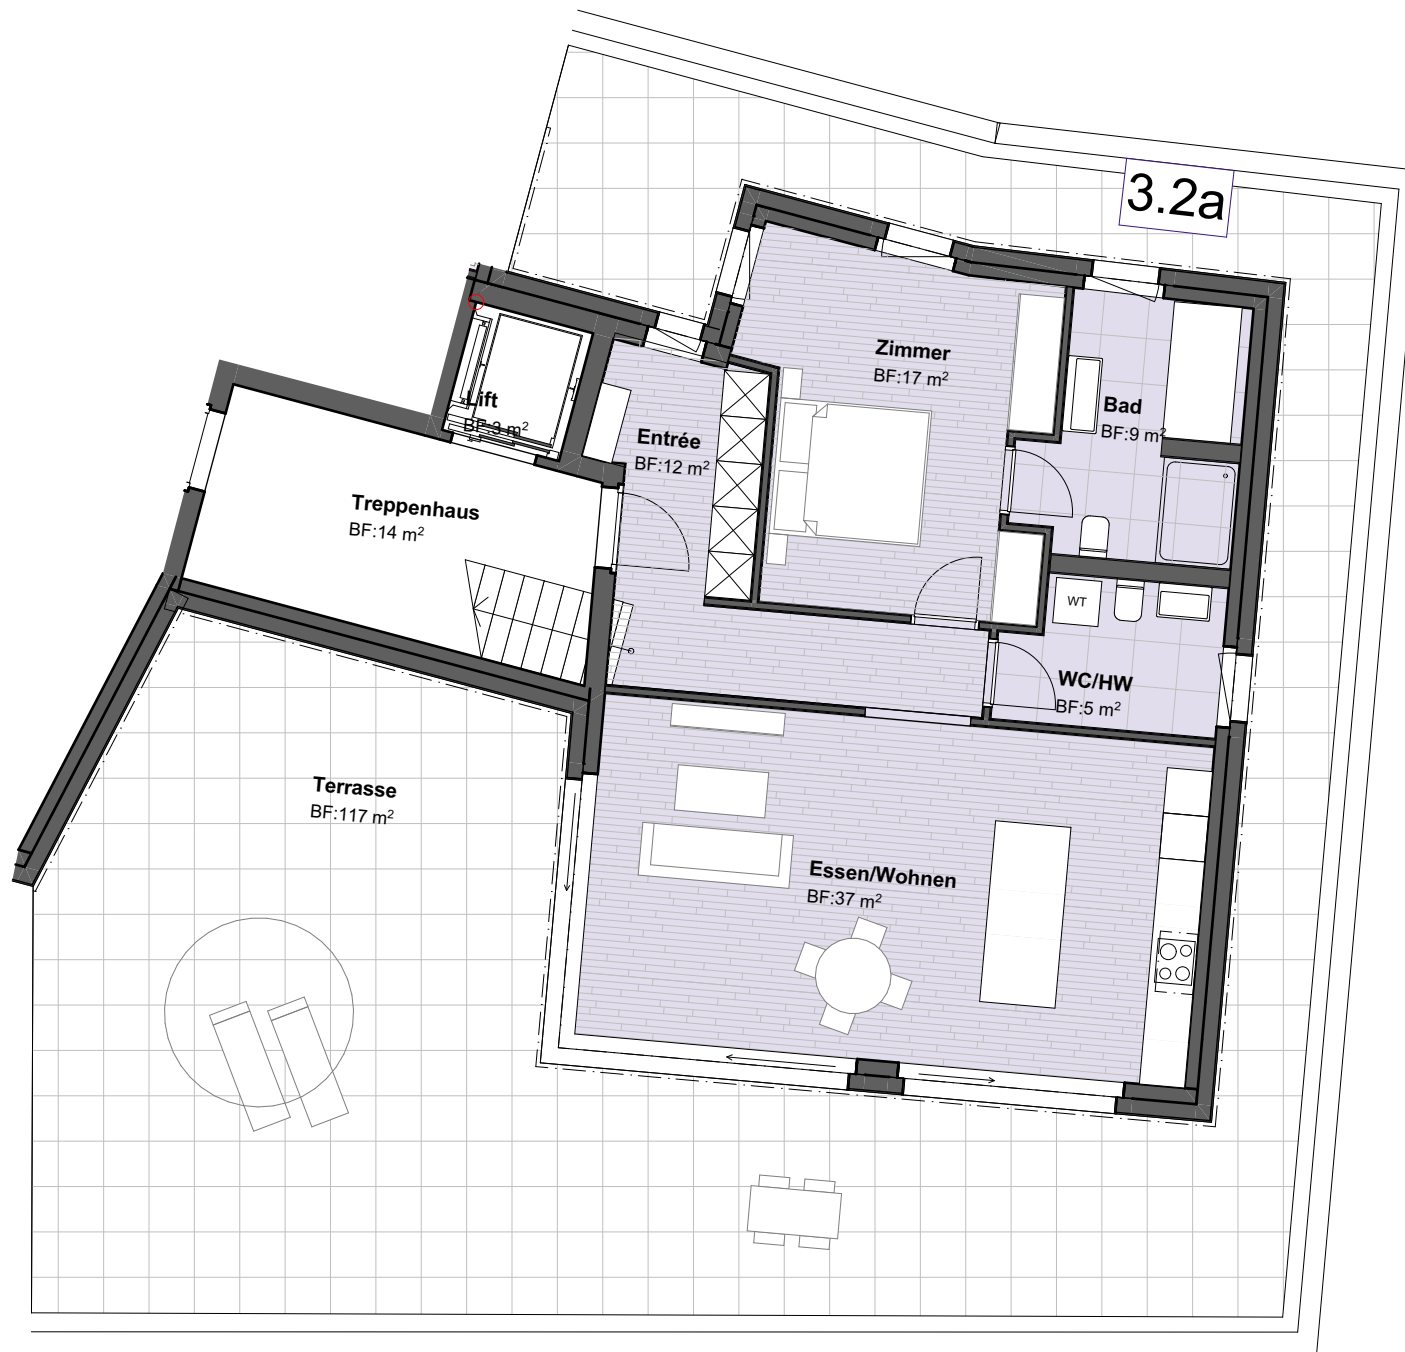 3.2a
Zimmer
BF:17 m²
Bad
BF:9 m²
Lift
BF:3 m²
Entrée
BF:12 m²
Treppenhaus
BF:14 m²
WT
WC/HW
BF:5 m²
Terrasse
BF:117 m²
Essen/Wohnen
BF:37 m²